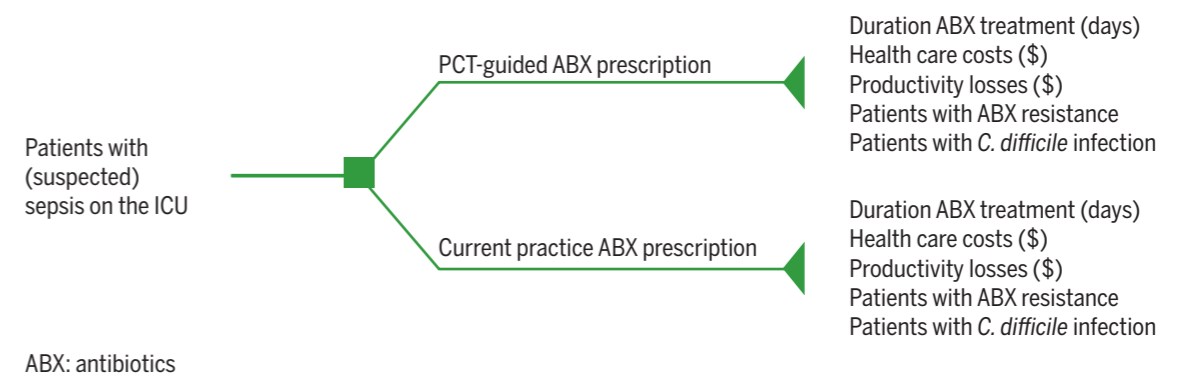 Patients with
(suspected)
sepsis on the ICU
PCT-guided ABX prescription
Duration ABX treatment (days)
Health care costs ($)
Productivity losses ($)
Patients with ABX resistance
Patients with C. difficile infection
Current practice ABX prescription
Duration ABX treatment (days)
Health care costs ($)
Productivity losses ($)
Patients with ABX resistance
Patients with C. difficile infection
ABX: antibiotics